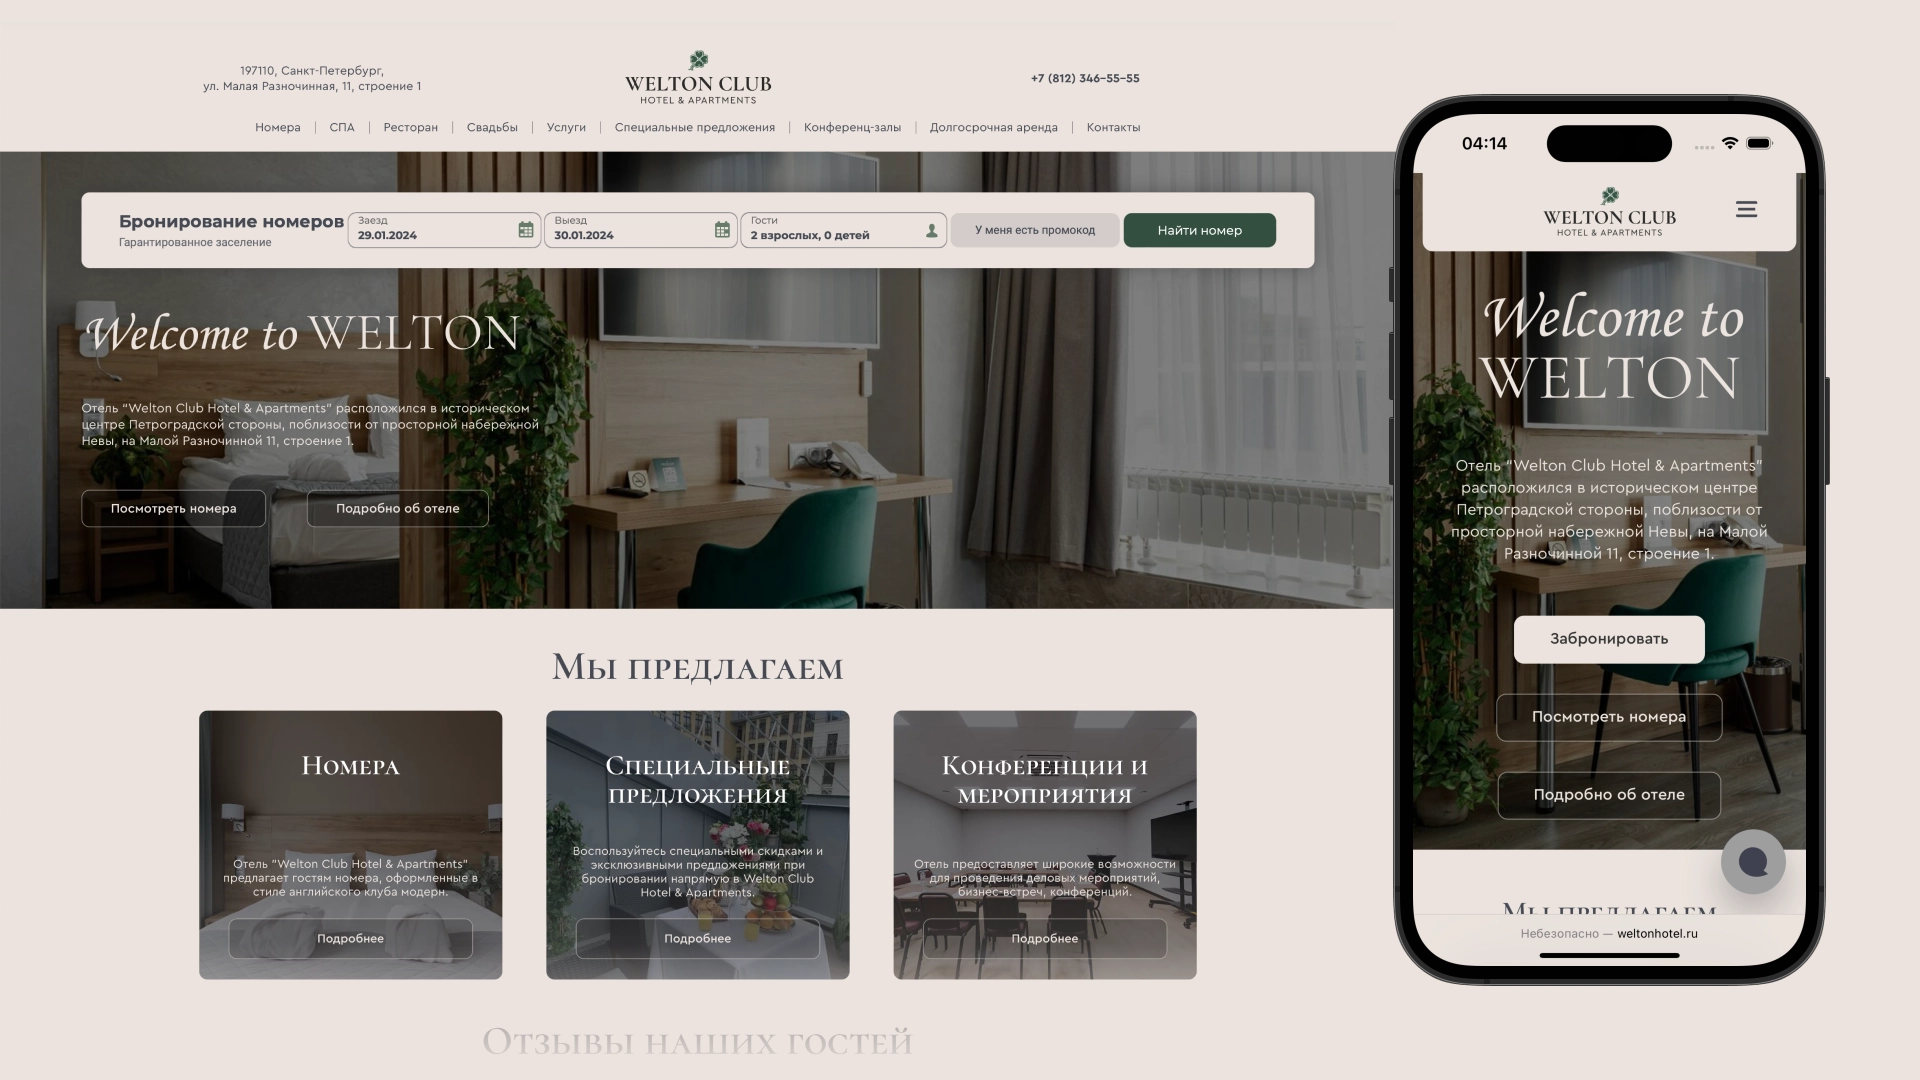 197110, Санкт-Петербург,
ул. Малая Разночинная, 11, строение 1
WELTON CLUB
HOTEL & APARTMENTS
+7 (812) 346-55-55
Номера
СПА
Ресторан
Свадьбы
Услуги
Специальные предложения
Конференц-залы
Долгосрочная аренда
Контакты
Бронирование номеров
Гарантированное заселение
Заезд
29.01.2024
Выезд
30.01.2024
Гости
2 взрослых, 0 детей
У меня есть промокод
Найти номер
Welcome to WELTON
Отель "Welton Club Hotel & Apartments" расположился в историческом
центре Петроградской стороны, поблизости от просторной набережной
Невы, на Малой Разночинной 11, строение 1.
Посмотреть номера
Подробно об отеле
Мы предлагаем
Номера
Отель "Welton Club Hotel & Apartments"
предлагает гостям номера, оформленные в
стиле английского клуба модерн.
Подробнее
Специальные
предложения
Воспользуйтесь специальными скидками и
эксклюзивными предложениями при
бронировании напрямую в Welton Club
Hotel & Apartments.
Подробнее
Конференции и
мероприятия
Отель предоставляет широкие возможности
для проведения деловых мероприятий,
бизнес-встреч, конференций.
Подробнее
Отзывы наших гостей
04:14
WELTON CLUB
HOTEL & APARTMENTS
Welcome to
WELTON
Отель "Welton Club Hotel & Apartments"
расположился в историческом центре
Петроградской стороны, поблизости от
просторной набережной Невы, на Малой
Разночинной 11, строение 1.
Забронировать
Посмотреть номера
Подробно об отеле
Мы предлагаем
Небезопасно — weltonhotel.ru